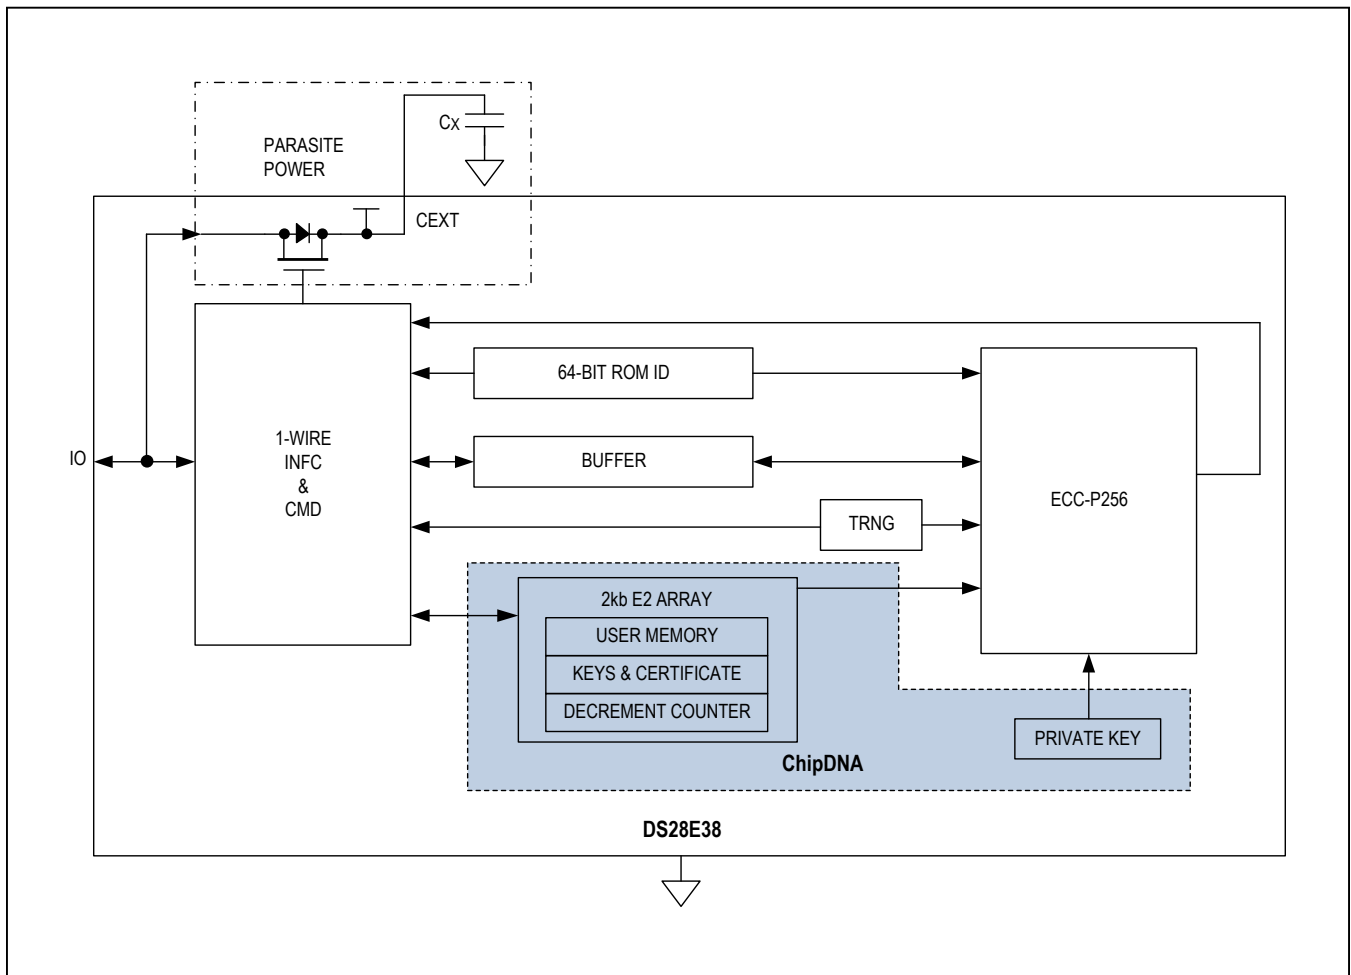 CX
PARASITE
POWER
CEXT
64-BIT ROM ID
1-WIRE
INFC
&
CMD
IO
BUFFER
ECC-P256
TRNG
2kb E2 ARRAY
USER MEMORY
KEYS & CERTIFICATE
DECREMENT COUNTER
PRIVATE KEY
ChipDNA
DS28E38